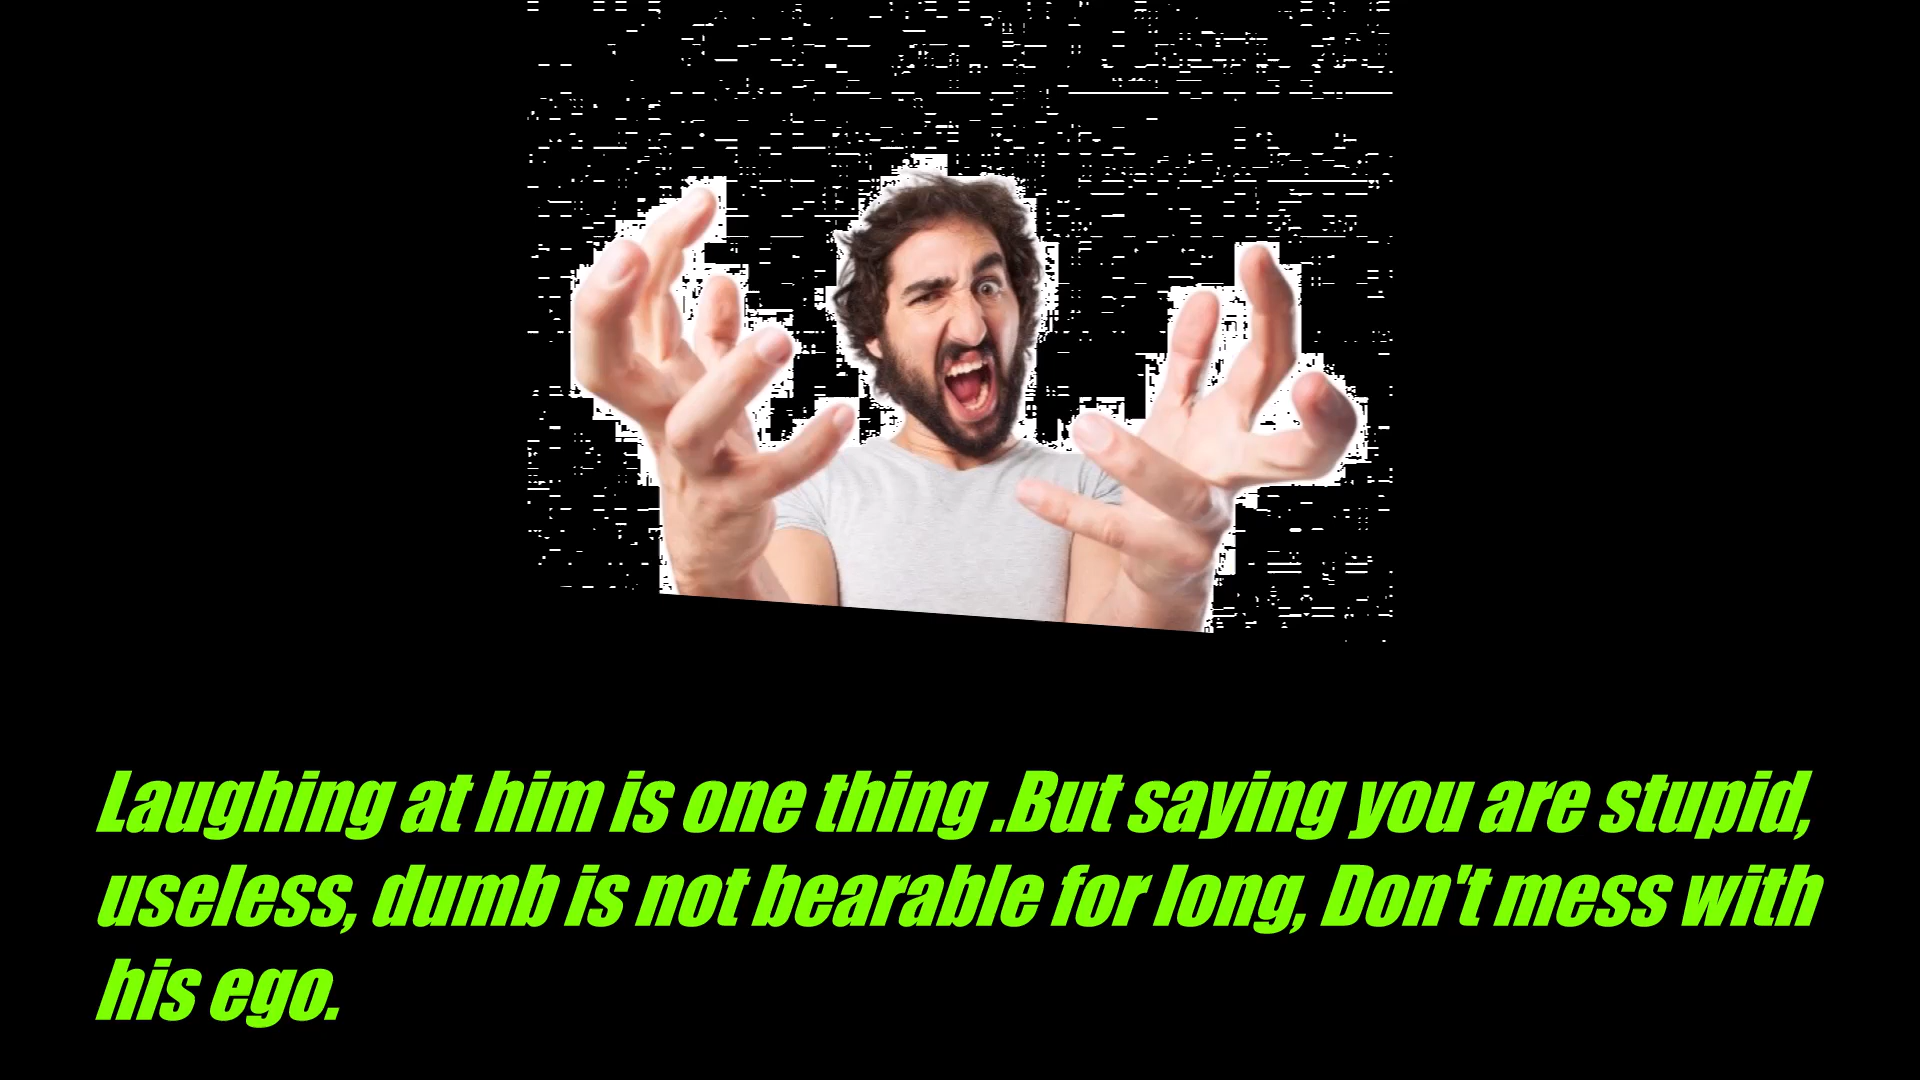 Laughing at him is one thing .But saying you are stupid,
useless, dumb is not bearable for long, Don't mess with
his ego.